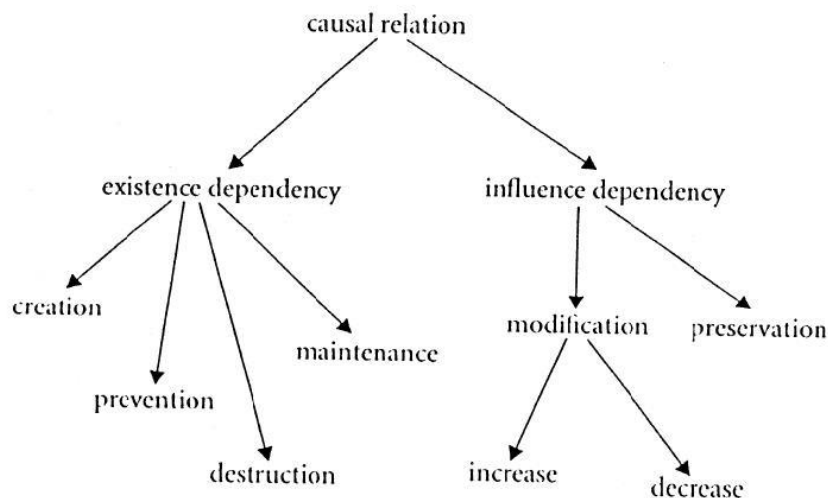 causal relation
existence dependency
influence dependency
creation
modification
preservation
maintenance
prevention
destruction
increase
decrease